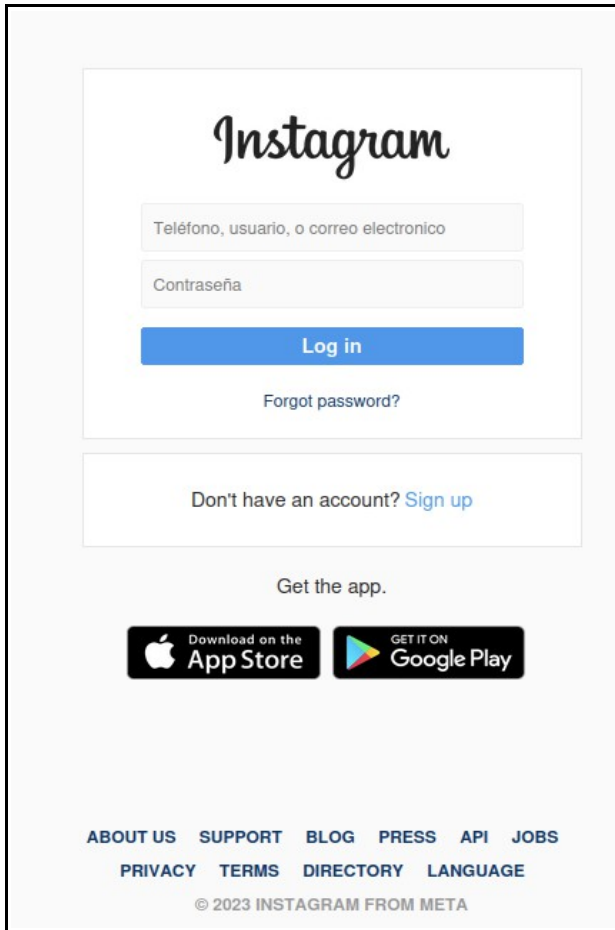 Instagram
Teléfono, usuario, o correo electronico
Contraseña
Log in
Forgot password?
Don't have an account? Sign up
Get the app.
Download on the
App Store
GET IT ON
Google Play
ABOUT US SUPPORT BLOG PRESS API JOBS
PRIVACY TERMS DIRECTORY LANGUAGE
© 2023 INSTAGRAM FROM META